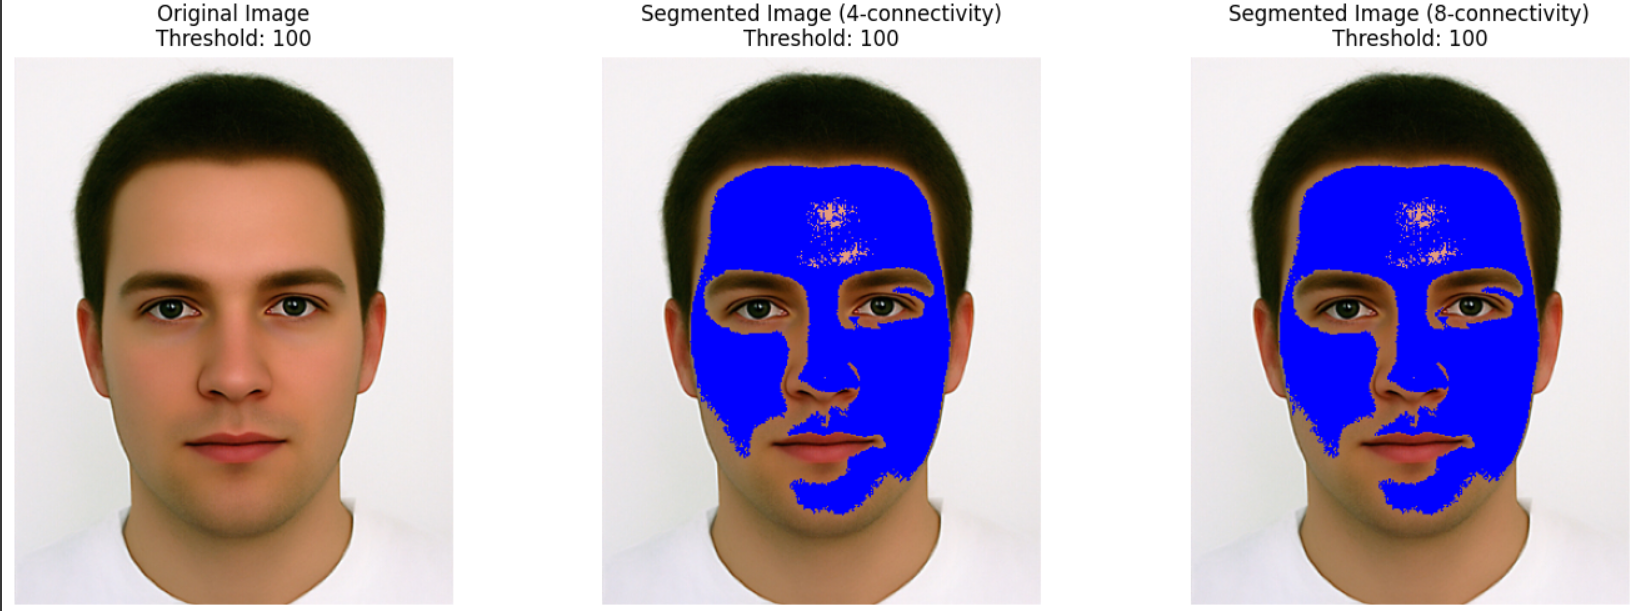 Original Image
Threshold: 100
Segmented Image (4-connectivity)
Threshold: 100
Segmented Image (8-connectivity)
Threshold: 100